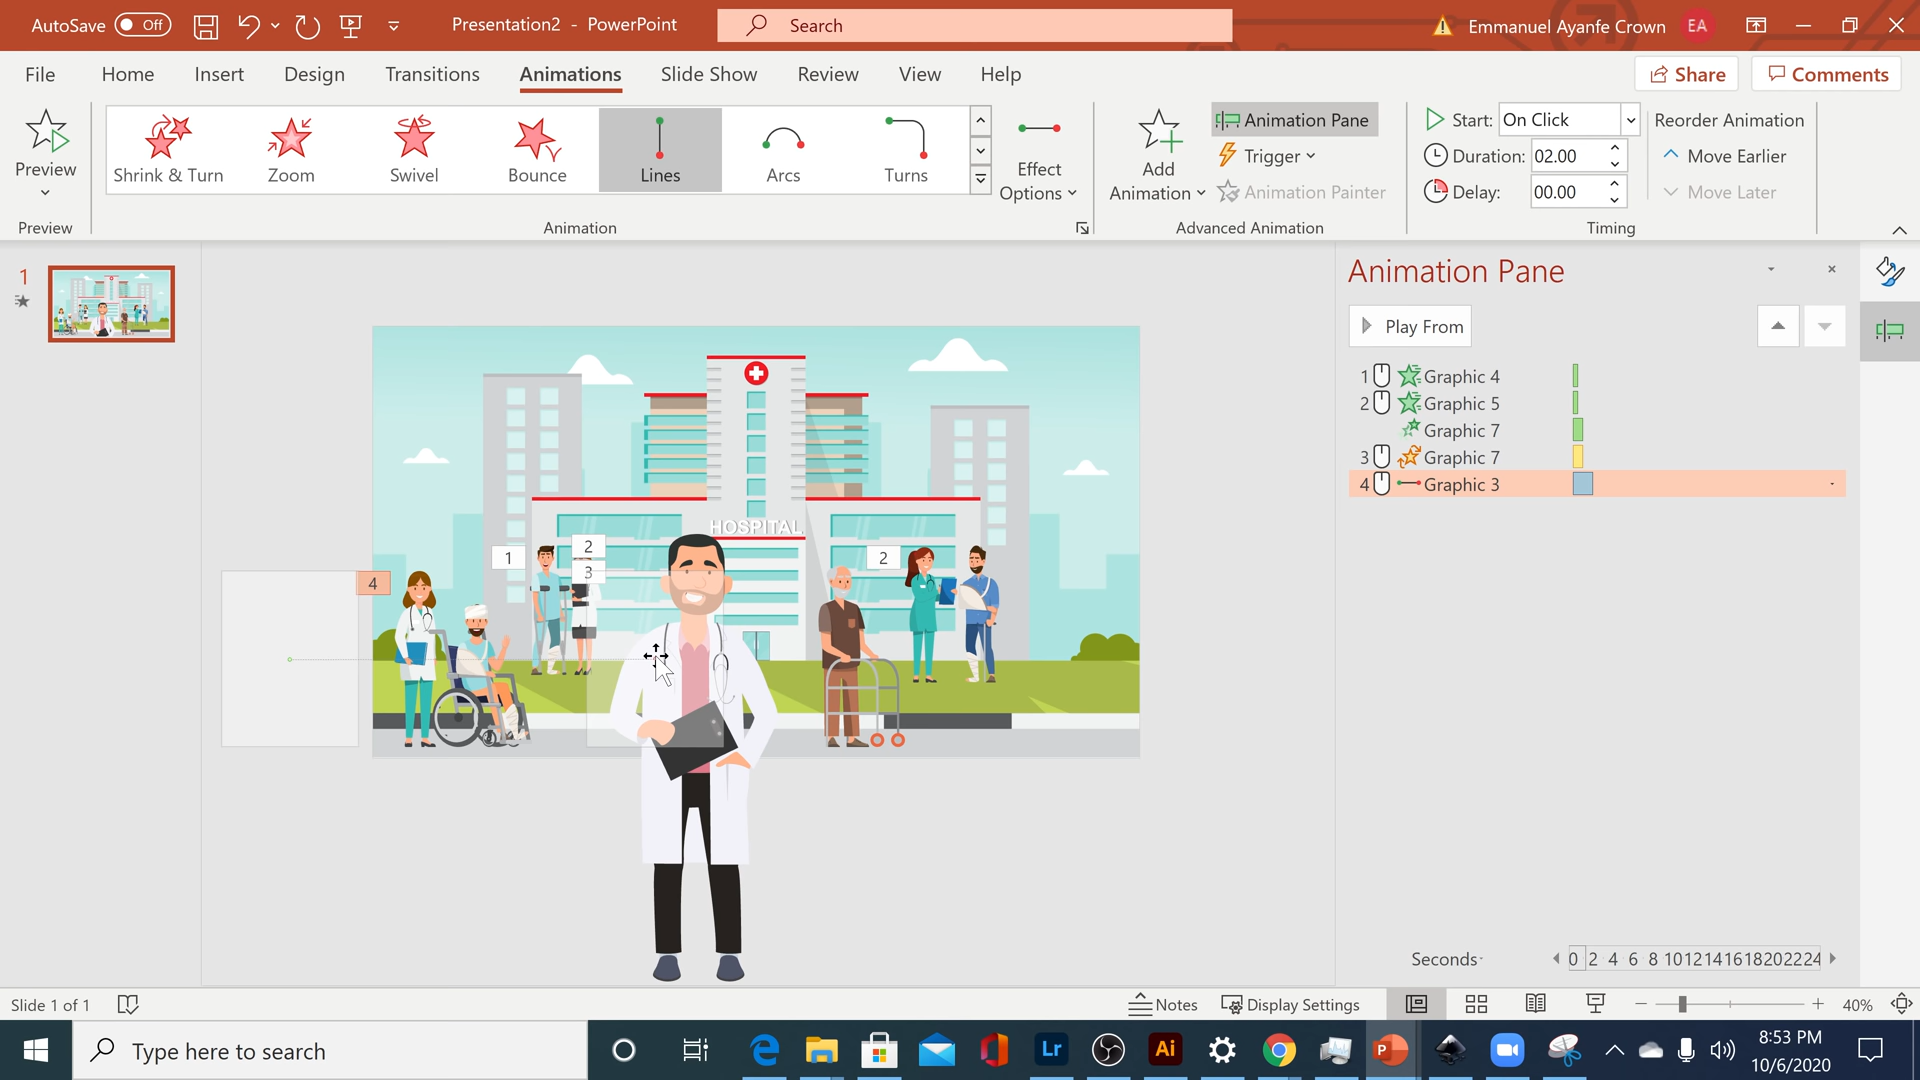 AutoSave Off Presentation2 - PowerPoint Search Emmanuel Ayanfe Crown EA
File Home Insert Design Transitions Animations Slide Show Review View Help Share Comments
Preview
Preview
Shrink & Turn Zoom Swivel Bounce Lines Arcs Turns
Animation
Effect
Options
Add
Animation
Animation Pane
Trigger
Animation Painter
Advanced Animation
Start: On Click
Duration: 02.00
Delay: 00.00
Reorder Animation
Move Earlier
Move Later
Timing
1
HOSPITAL
1
2
3
2
4
Animation Pane
Play From
1 Graphic 4
2 Graphic 5
Graphic 7
3 Graphic 7
4 Graphic 3
Seconds 0 2 4 6 8 10 12 14 16 18 20 22 24
Slide 1 of 1 Notes Display Settings 40%
Type here to search
Lr Ai P
8:53 PM
10/6/2020